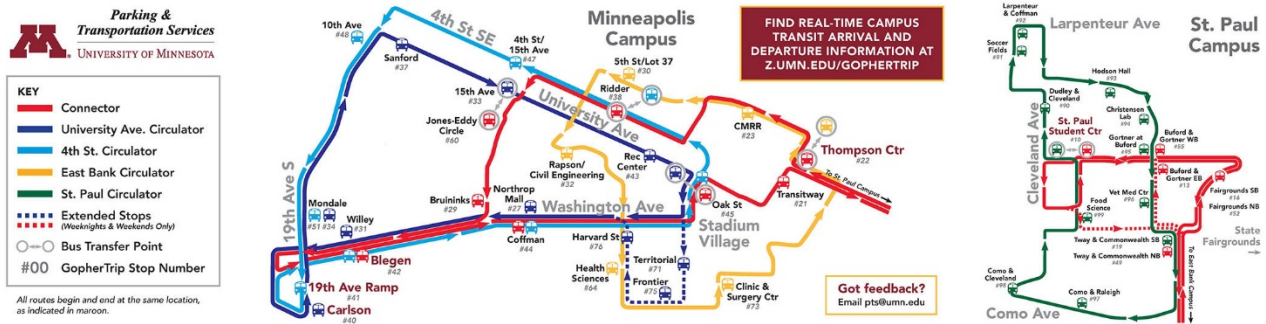 Parking &
Transportation Services
UNIVERSITY OF MINNESOTA
KEY
Connector
University Ave. Circulator
4th St. Circulator
East Bank Circulator
St. Paul Circulator
Extended Stops
(Weeknights & Weekends Only)
Bus Transfer Point
#00 GopherTrip Stop Number
All routes begin and end at the same location,
as indicated in maroon.
Minneapolis
Campus
FIND REAL-TIME CAMPUS
TRANSIT ARRIVAL AND
DEPARTURE INFORMATION AT
Z.UMN.EDU/GOPHERTRIP
10th Ave
#48
4th St SE
4th St/
15th Ave
#47
Sanford
#37
15th Ave
#33
University Ave
5th St/Lot 37
#30
Ridder
#38
Jones-Eddy
Circle
#60
CMRR
#23
Thompson Ctr
#22
To St. Paul Campus
Rapson/
Civil Engineering
#32
Rec
Center
#43
Transitway
#21
19th Ave S
Northrop
Mall
#27
Bruininks
#29
Washington Ave
Oak St
#45
Stadium
Village
Mondale
#51 #34
Willey
#31
Coffman
#44
Harvard St
#76
Blegen
#42
Health
Sciences
#64
Territorial
#71
Frontier
#75
19th Ave Ramp
#41
Carlson
#40
Clinic &
Surgery Ctr
#73
Got feedback?
Email pts@umn.edu
St. Paul
Campus
Larpenteur
& Coffman
#92
Larpenteur Ave
Soccer
Fields
#91
Hodson Hall
#93
Dudley &
Cleveland
#90
Christensen
Lab
#94
Cleveland Ave
St. Paul
Student Ctr
#10
Gortner at
Buford
#95
Buford &
Gortner WB
#55
Buford &
Gortner EB
#13
Vet Med Ctr
#96
Food
Science
#99
Fairgrounds SB
#16
Fairgrounds NB
#52
State
Fairgrounds
Tway & Commonwealth SB
#19
Tway & Commonwealth NB
#49
To East Bank Campus
Como &
Cleveland
#98
Como & Raleigh
#97
Como Ave